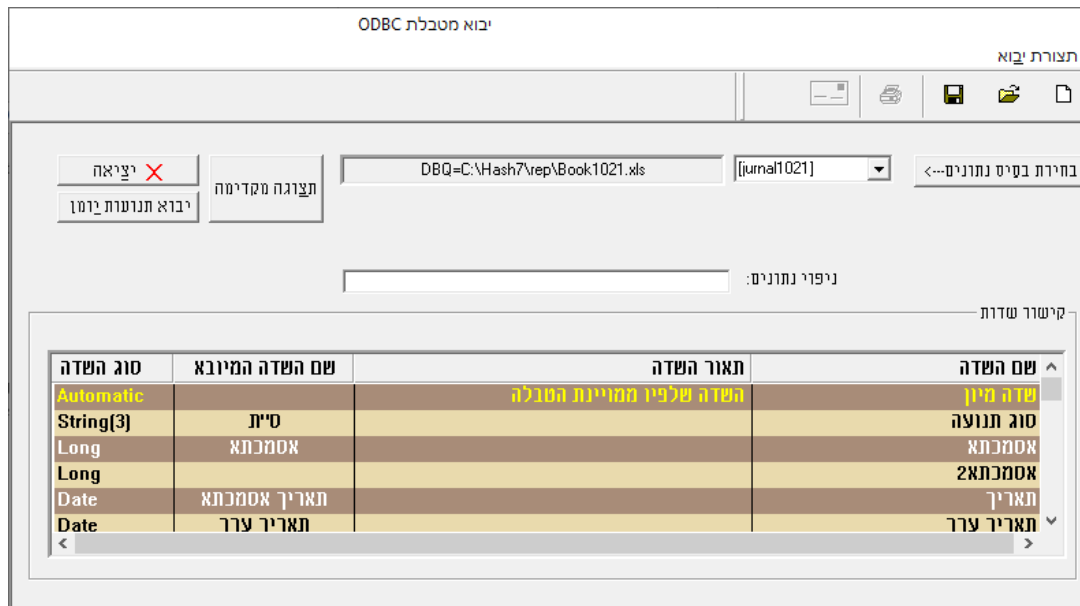 יבוא מטבלת ODBC
תצורת יבוא
בחירת בסיס נתונים--->
[jurnal1021]
DBQ=C:\Hash7\rep\Book1021.xls
תצוגה מקדימה
יציאה
יבוא תנועות יומן
ניפוי נתונים:
קישור שדות
שם השדה תאור השדה שם השדה המיובא סוג השדה
שדה מיון השדה שלפיו ממויינת הטבלה Automatic
סוג תנועה ס"ת String(3)
אסמכתא אסמכתא Long
אסמכתא2 Long
תאריך תאריך אסמכתא Date
תאריך ערך תאריך ערך Date